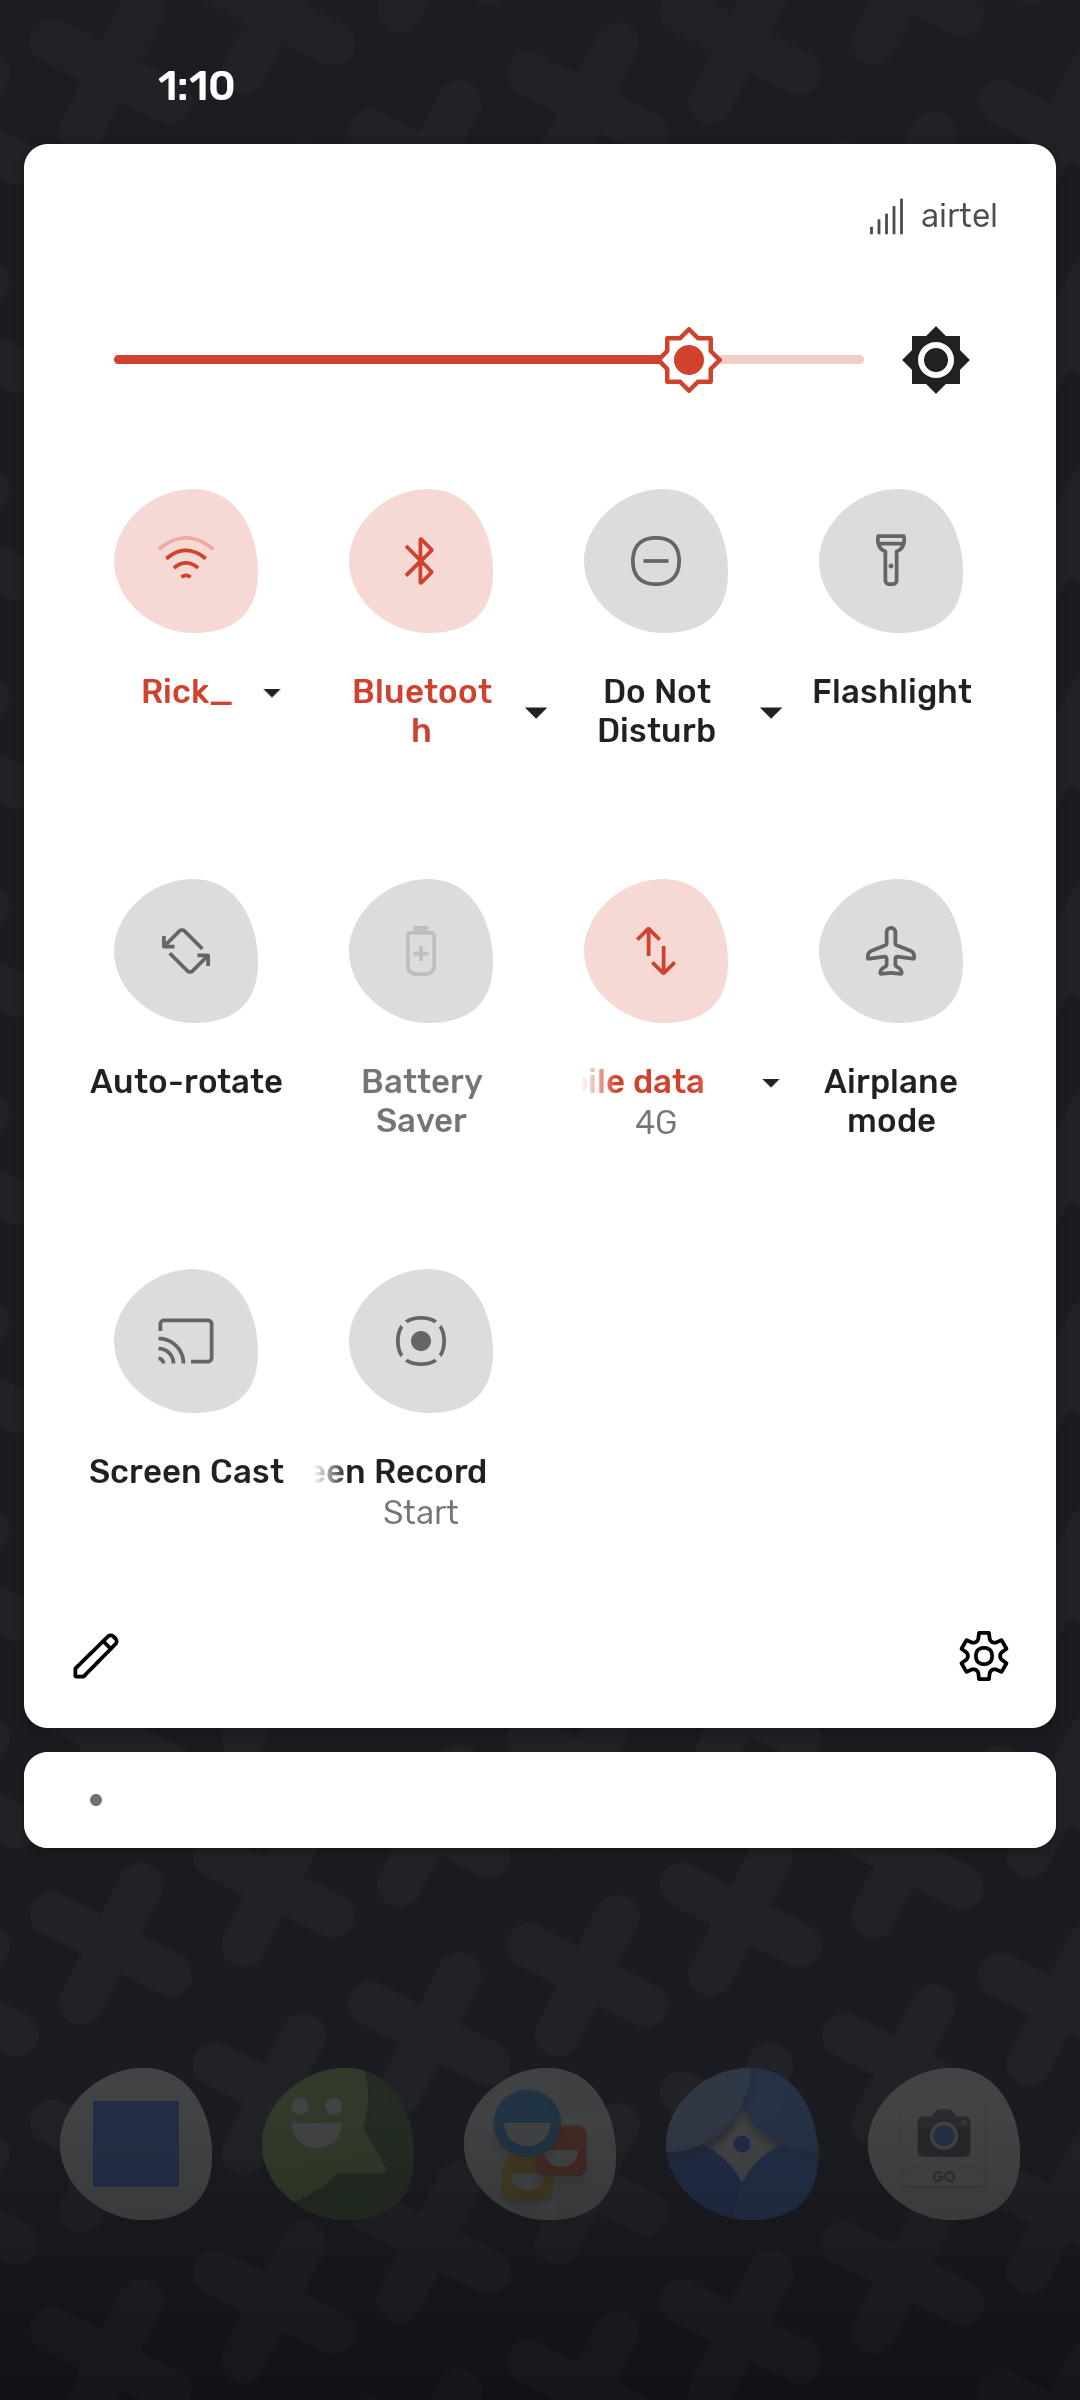 1:10
airtel
Rick_
Bluetoot
h
Do Not
Disturb
Flashlight
Auto-rotate
Battery
Saver
ile data
4G
Airplane
mode
Screen Cast
een Record
Start
GO